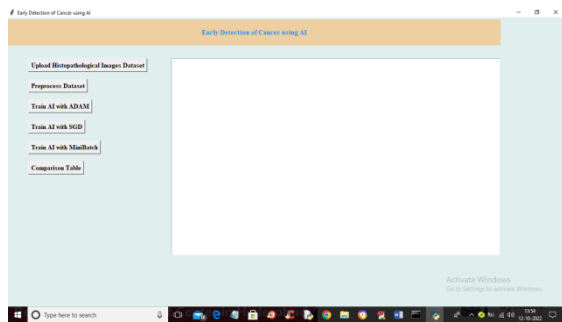 Early Detection of Cancer using AI
Early Detection of Cancer using AI
Upload Histopathological Images Dataset
Preprocess Dataset
Train AI with ADAM
Train AI with SGD
Train AI with MiniBatch
Comparison Table
Activate Windows
Go to Settings to activate Windows.
Type here to search
13:54
12-10-2022